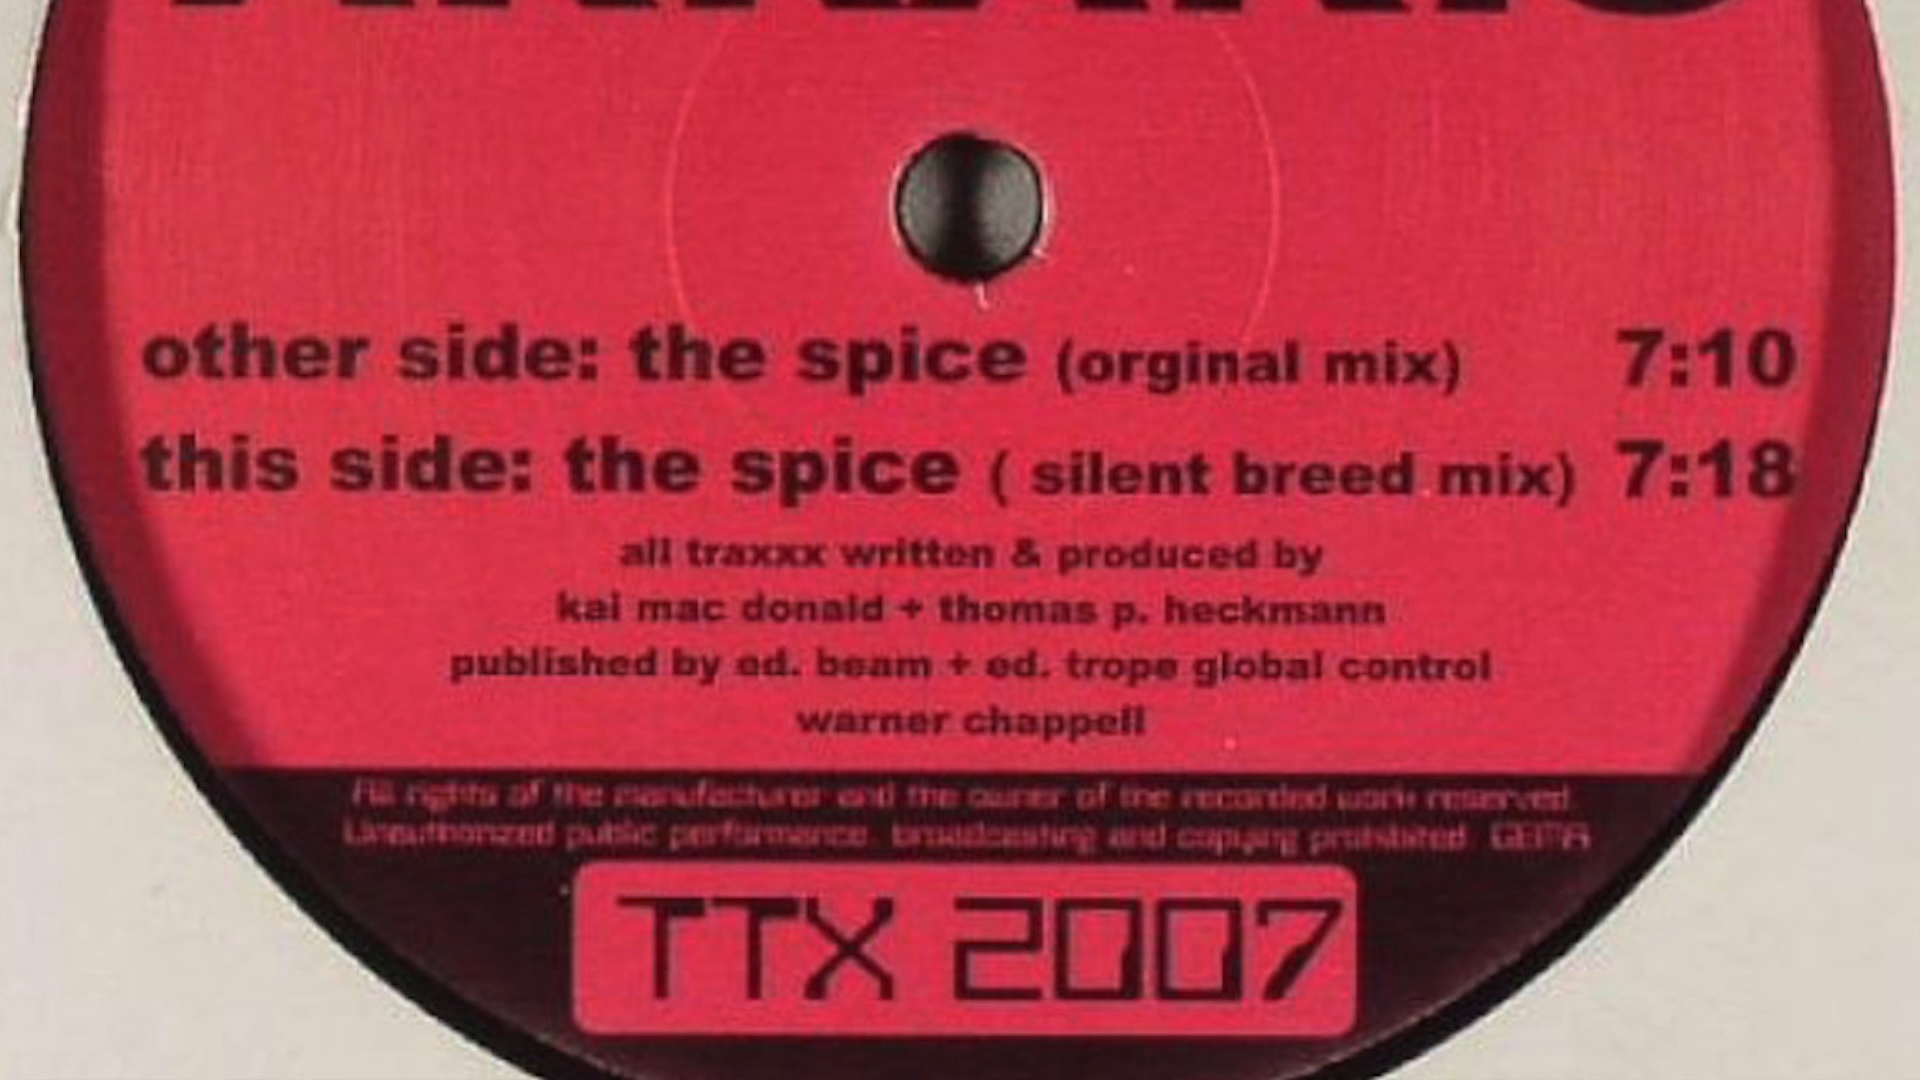 other side: the spice (orginal mix) 7:10
this side: the spice ( silent breed mix) 7:18
all traxxx written & produced by
kai mac donald + thomas p. heckmann
published by ed. beam + ed. trope global control
warner chappell
All rights of the manufacturer and the owner of the recorded work reserved.
Unauthorized public performance, broadcasting and copying prohibited. GEMA
TTX 2007